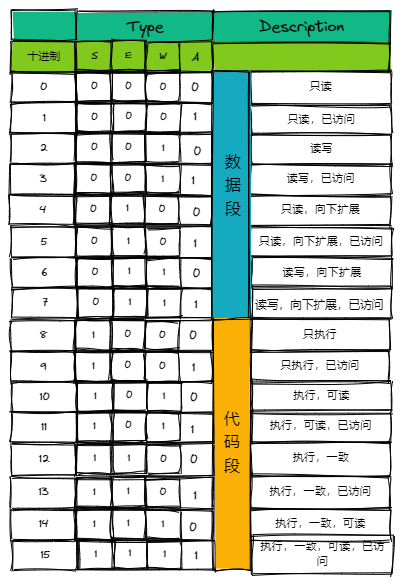 Type Description
十进制 S E W A
0 0 0 0 0 只读
1 0 0 0 1 只读，已访问
2 0 0 1 0 读写
3 0 0 1 1 读写，已访问
4 0 1 0 0 只读，向下扩展
5 0 1 0 1 只读，向下扩展，已访问
6 0 1 1 0 读写，向下扩展
7 0 1 1 1 读写，向下扩展，已访问
数
据
段
8 1 0 0 0 只执行
9 1 0 0 1 只执行，已访问
10 1 0 1 0 执行，可读
11 1 0 1 1 执行，可读，已访问
12 1 1 0 0 执行，一致
13 1 1 0 1 执行，一致，已访问
14 1 1 1 0 执行，一致，可读
15 1 1 1 1 执行，一致，可读，已访
问
代
码
段